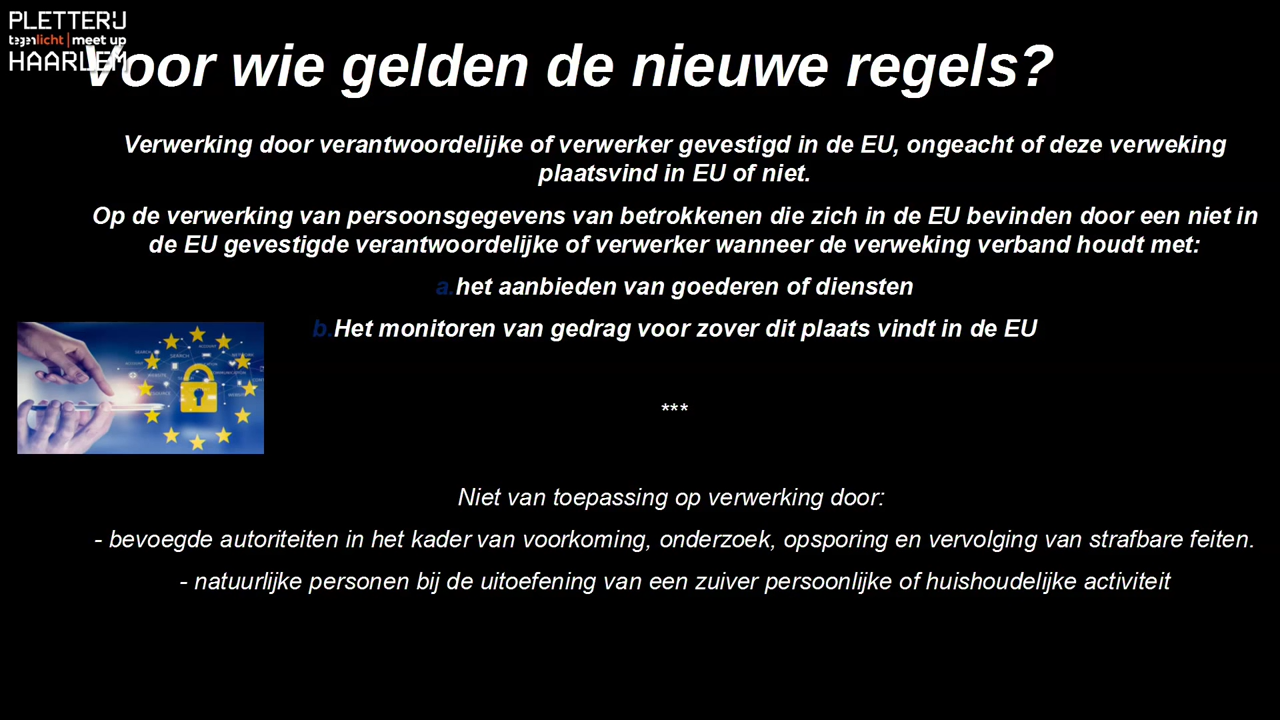 PLETTERIJ
tegenlicht | meet up
HAARLEM
Voor wie gelden de nieuwe regels?
Verwerking door verantwoordelijke of verwerker gevestigd in de EU, ongeacht of deze verweking
plaatsvind in EU of niet.
Op de verwerking van persoonsgegevens van betrokkenen die zich in de EU bevinden door een niet in
de EU gevestigde verantwoordelijke of verwerker wanneer de verweking verband houdt met:
a.het aanbieden van goederen of diensten
b.Het monitoren van gedrag voor zover dit plaats vindt in de EU
SEARCH
***
Niet van toepassing op verwerking door:
- bevoegde autoriteiten in het kader van voorkoming, onderzoek, opsporing en vervolging van strafbare feiten.
- natuurlijke personen bij de uitoefening van een zuiver persoonlijke of huishoudelijke activiteit